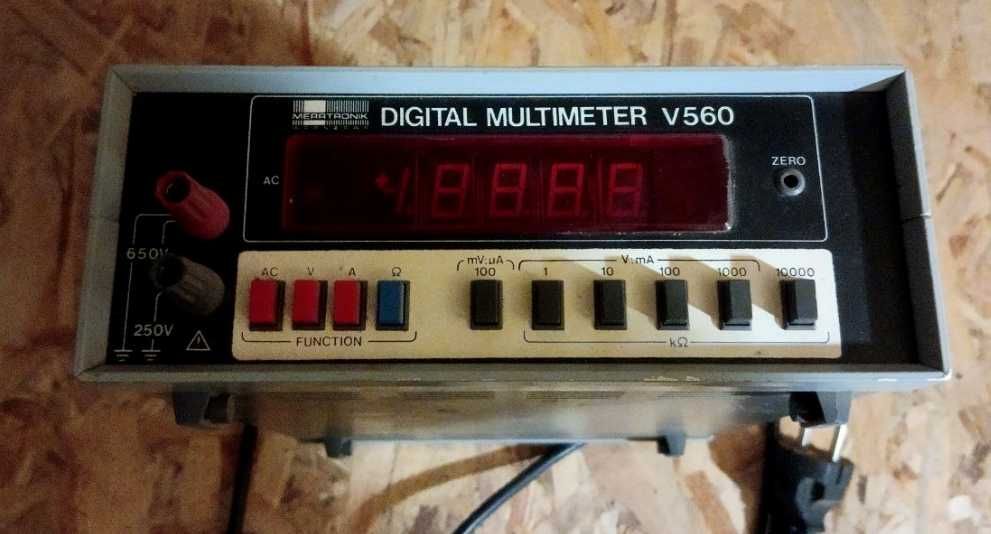 MERATRONIK
DIGITAL MULTIMETER V560
AC
ZERO
650V
250V
AC V A Ω
FUNCTION
mV:μA
100
V:mA
1 10 100 1000 10000
kΩ